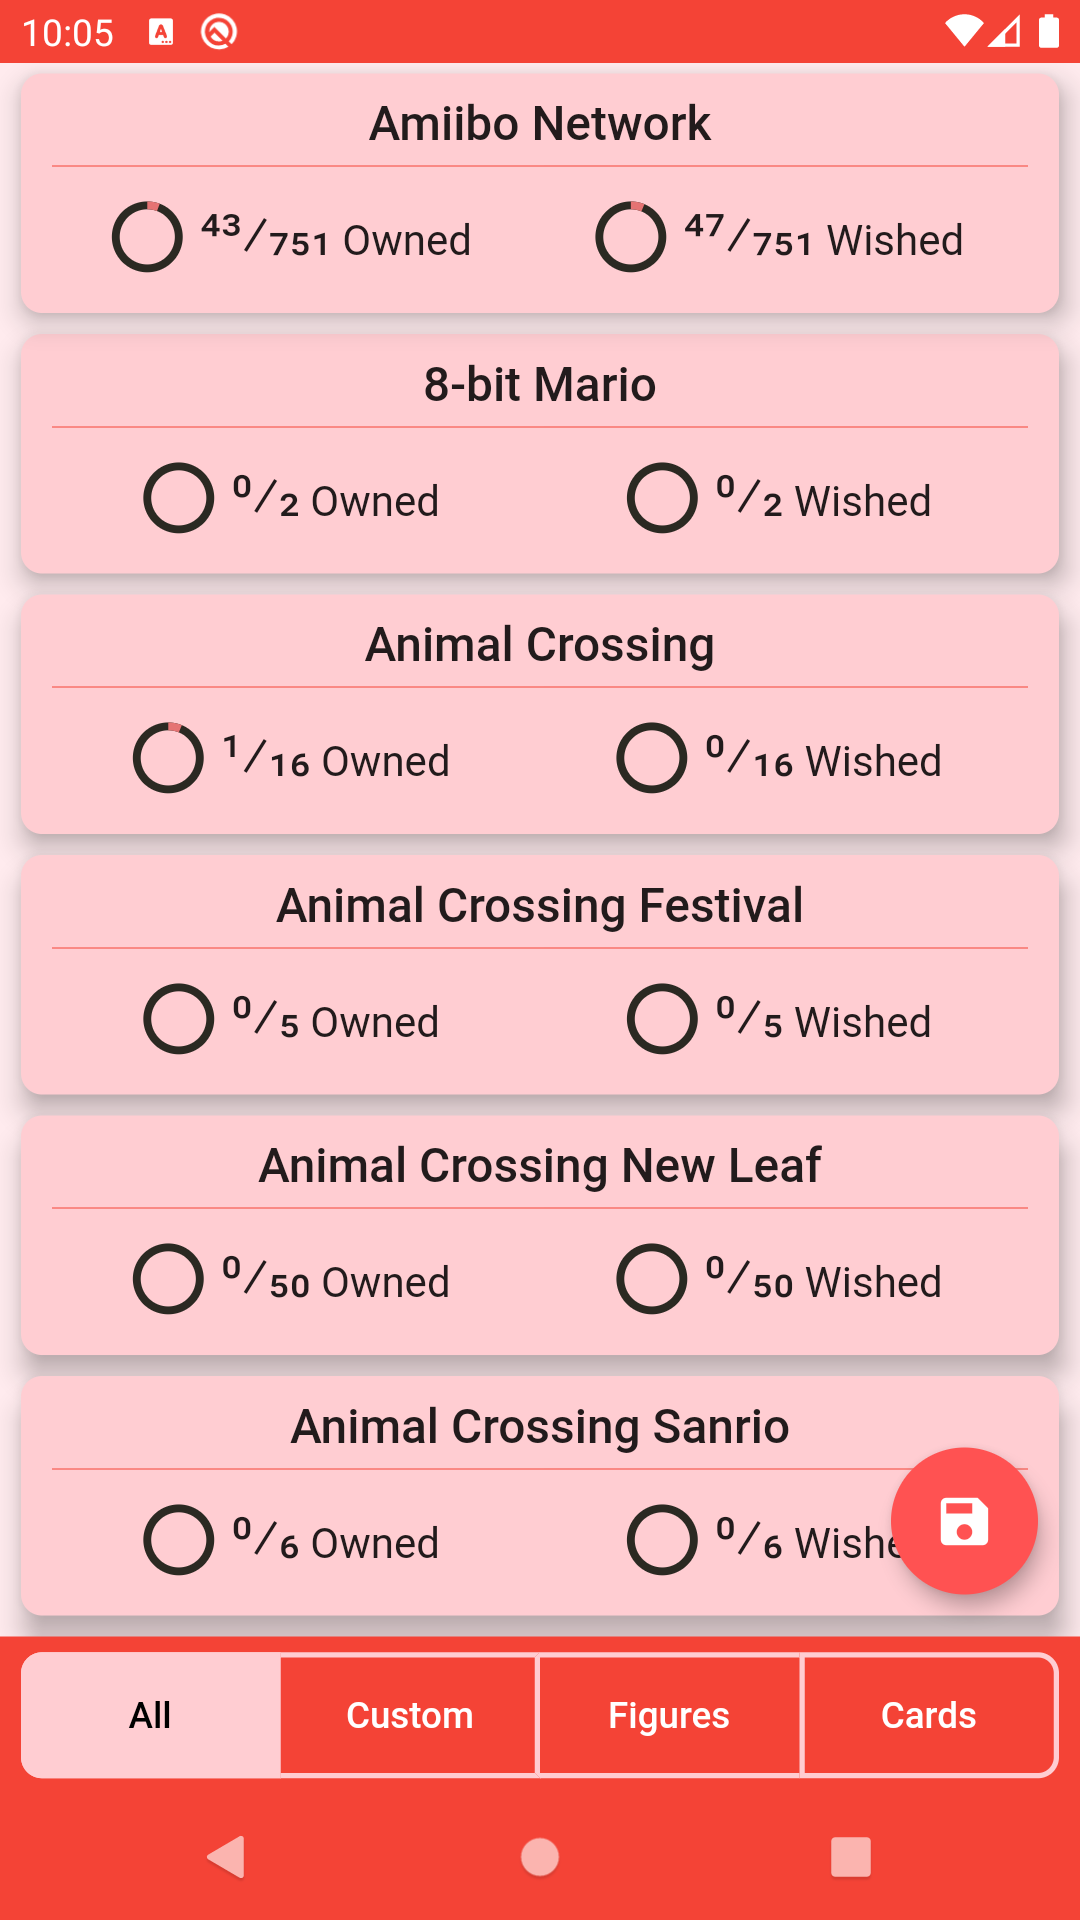 10:05
Amiibo Network
43/751 Owned 47/751 Wished
8-bit Mario
0/2 Owned 0/2 Wished
Animal Crossing
1/16 Owned 0/16 Wished
Animal Crossing Festival
0/5 Owned 0/5 Wished
Animal Crossing New Leaf
0/50 Owned 0/50 Wished
Animal Crossing Sanrio
0/6 Owned 0/6 Wishe
All Custom Figures Cards